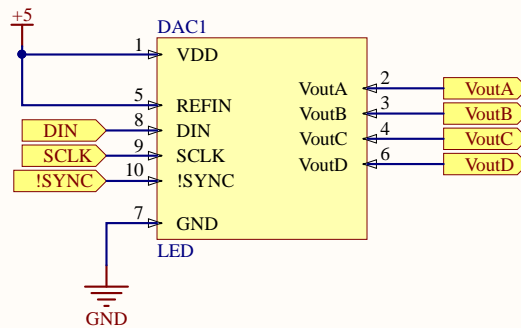 DAC1
+5
1 VDD
VoutA 2 VoutA
5 REFIN
VoutB 3 VoutB
DIN 8 DIN
VoutC 4 VoutC
SCLK 9 SCLK
VoutD 6 VoutD
!SYNC 10 !SYNC
7 GND
LED
GND